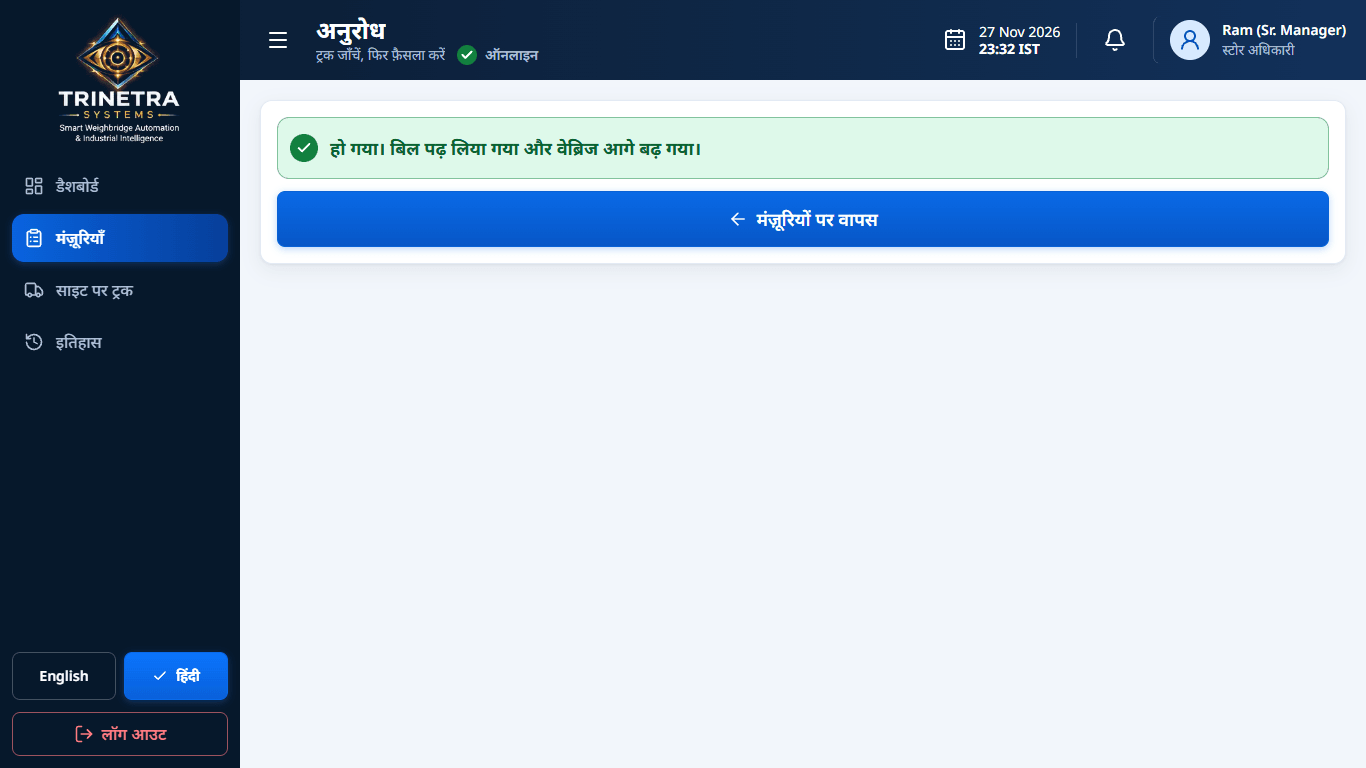 TRINETRA
SYSTEMS
Smart Weighbridge Automation
& Industrial Intelligence
डैशबोर्ड
मंज़ूरियाँ
साइट पर ट्रक
इतिहास
English
हिंदी
लॉग आउट
अनुरोध
ट्रक जाँचें, फिर फ़ैसला करें
ऑनलाइन
27 Nov 2026
23:32 IST
Ram (Sr. Manager)
स्टोर अधिकारी
हो गया। बिल पढ़ लिया गया और वेब्रिज आगे बढ़ गया।
मंज़ूरियों पर वापस